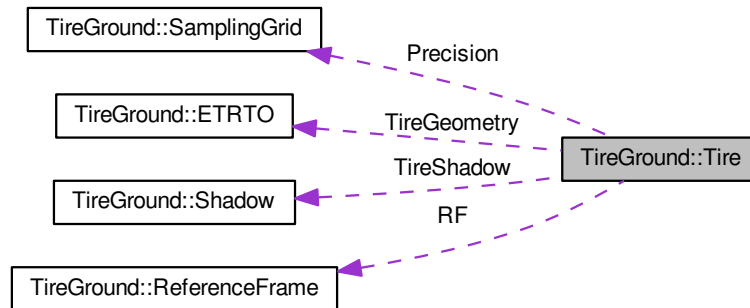 TireGround::SamplingGrid
Precision
TireGround::ETRTO
TireGeometry
TireGround::Tire
TireShadow
TireGround::Shadow
RF
TireGround::ReferenceFrame